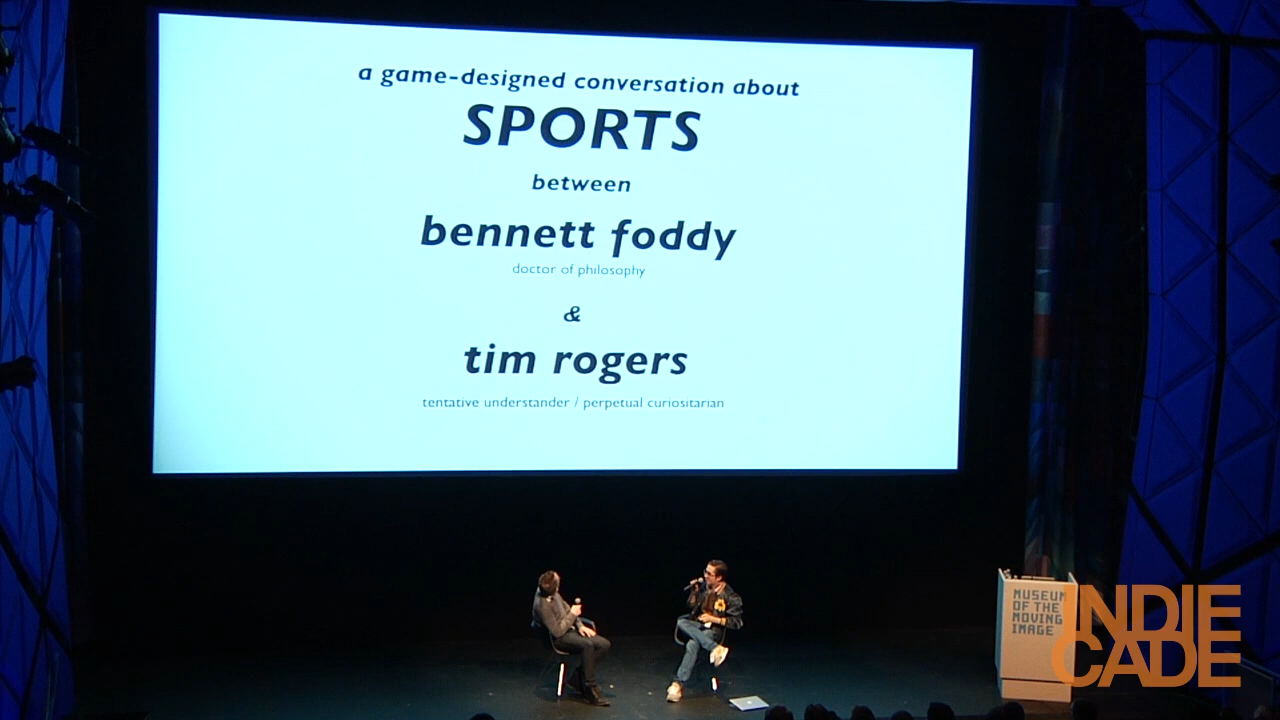 a game-designed conversation about
SPORTS
between
bennett foddy
doctor of philosophy
&
tim rogers
tentative understander / perpetual curiositarian
MUSEUM
OF THE
MOVING
IMAGE
INDIE
CADE